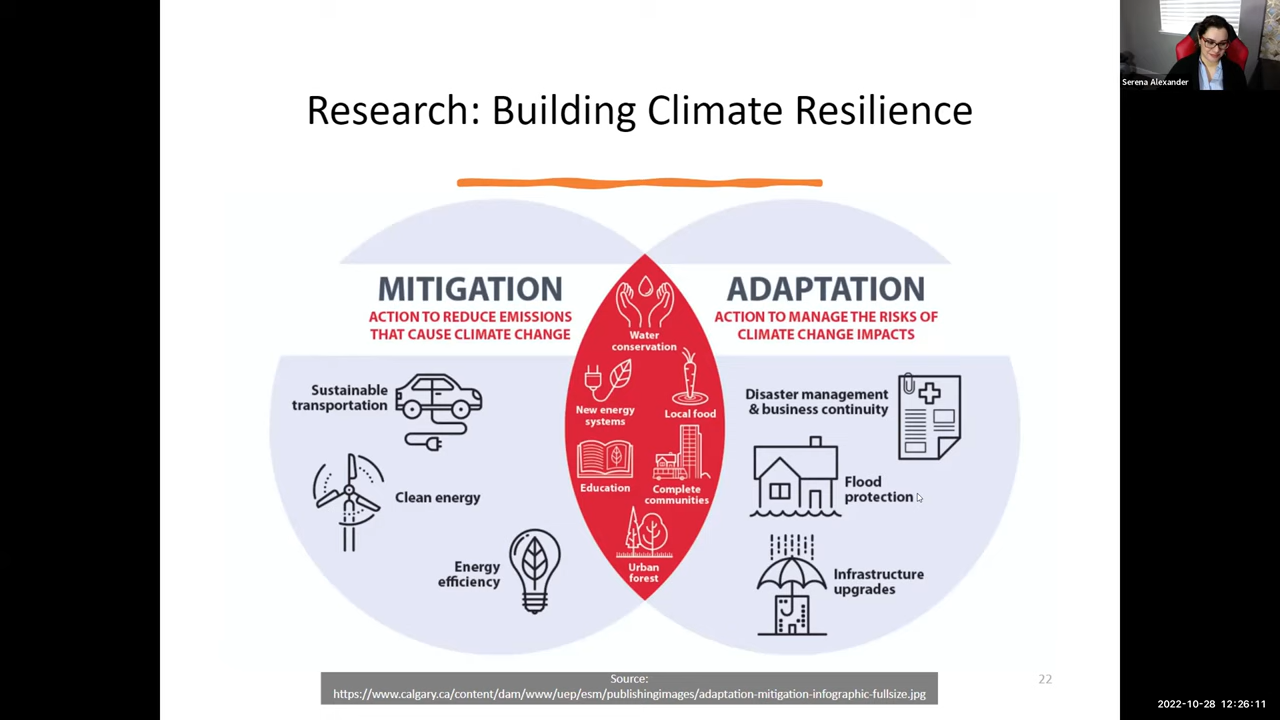 Serena Alexander
Research: Building Climate Resilience
MITIGATION
ACTION TO REDUCE EMISSIONS
THAT CAUSE CLIMATE CHANGE
Sustainable
transportation
Clean energy
Energy
efficiency
Water
conservation
New energy
systems
Local food
Education
Complete
communities
Urban
forest
ADAPTATION
ACTION TO MANAGE THE RISKS OF
CLIMATE CHANGE IMPACTS
Disaster management
& business continuity
Flood
protection
Infrastructure
upgrades
Source:
https://www.calgary.ca/content/dam/www/uep/esm/publishingimages/adaptation-mitigation-infographic-fullsize.jpg
22
2022-10-28 12:26:11